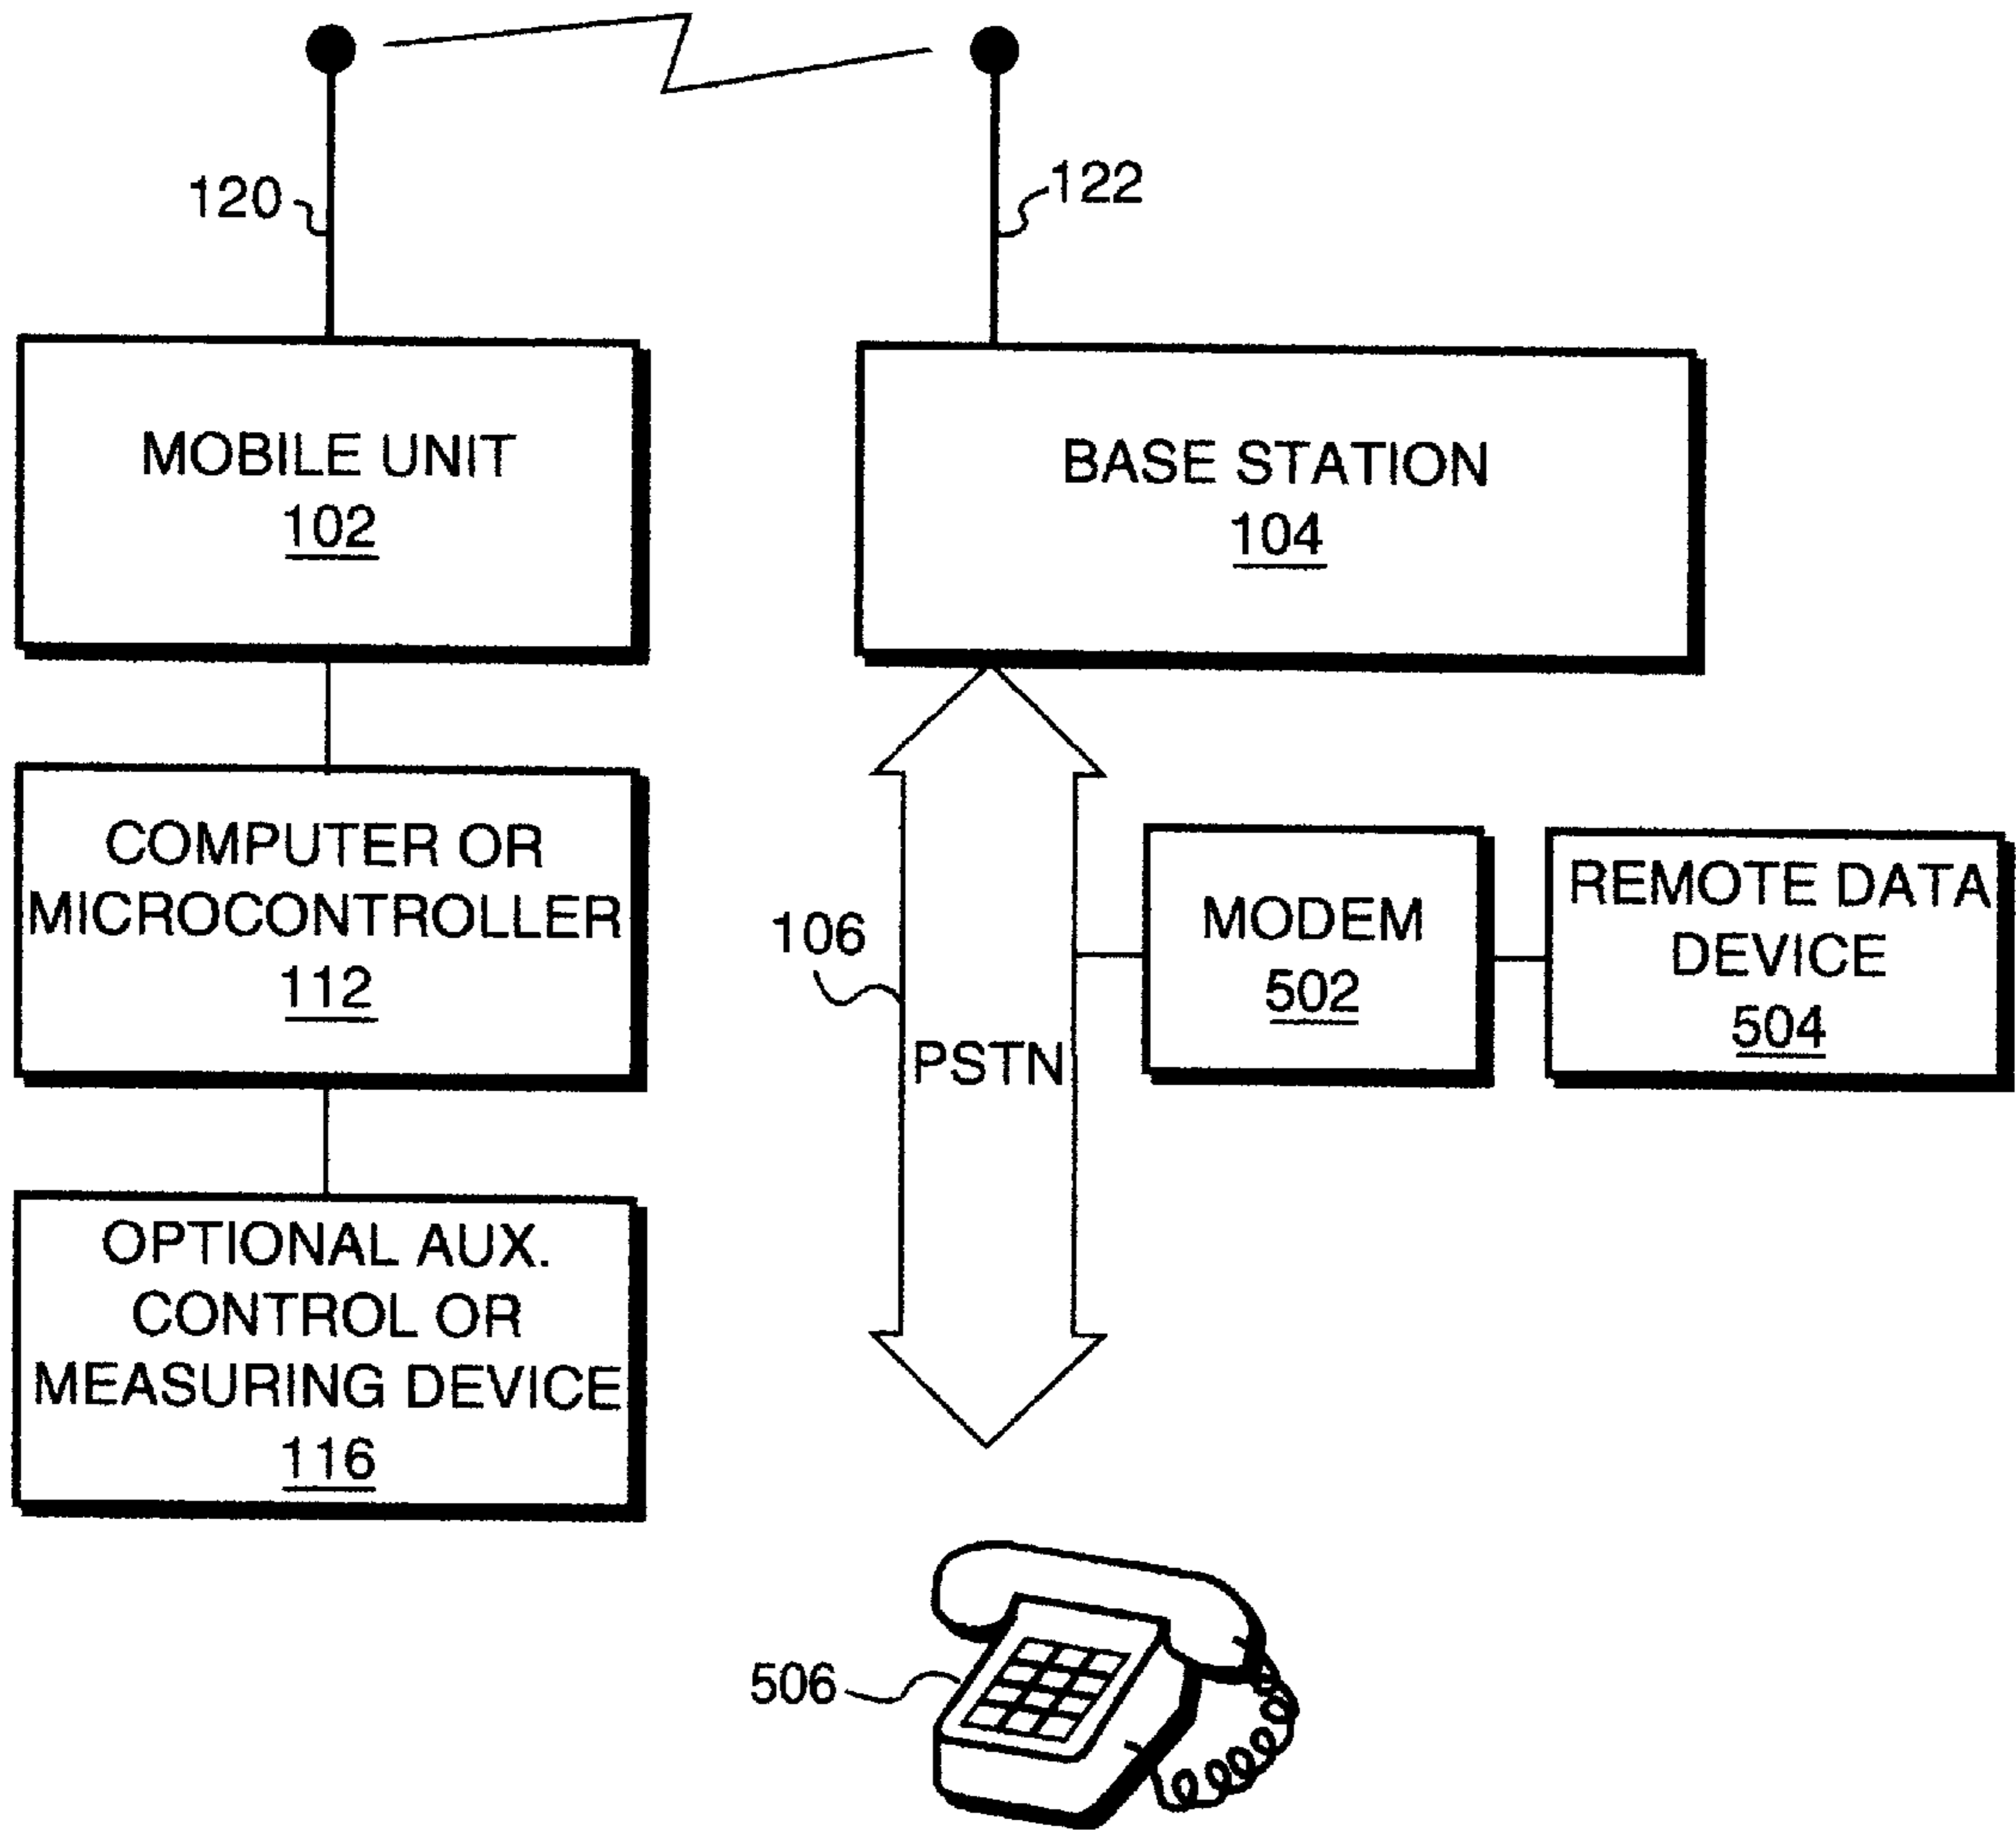 120
122
MOBILE UNIT
102
BASE STATION
104
COMPUTER OR
MICROCONTROLLER
112
106
PSTN
MODEM
502
REMOTE DATA
DEVICE
504
OPTIONAL AUX.
CONTROL OR
MEASURING DEVICE
116
506